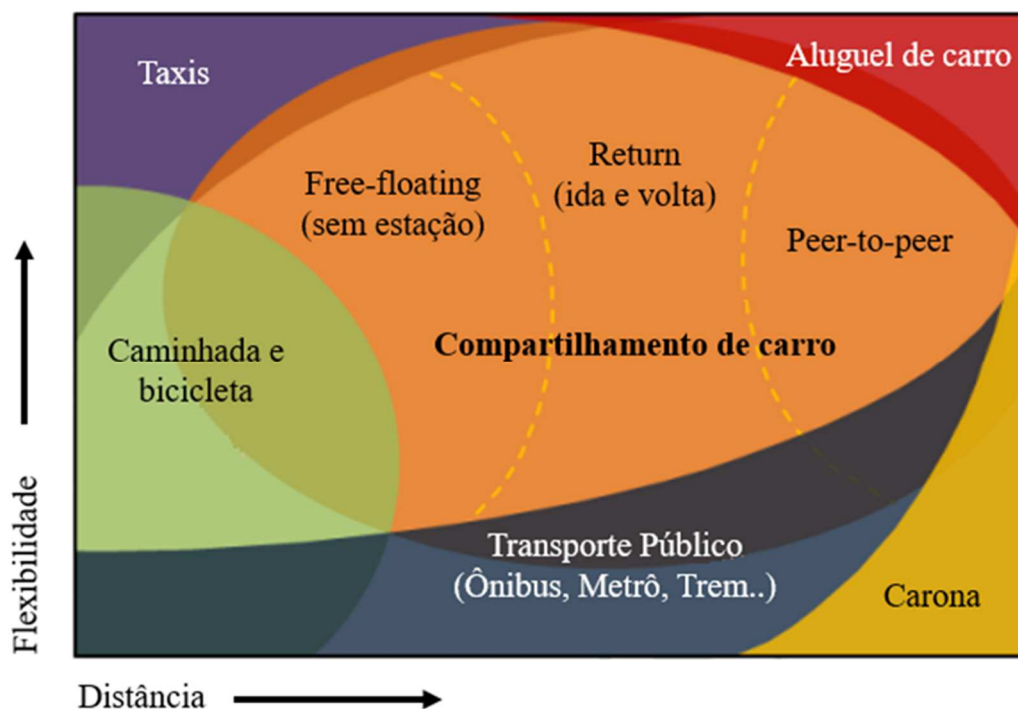 Taxis
Aluguel de carro
Free-floating
(sem estação)
Return
(ida e volta)
Peer-to-peer
Compartilhamento de carro
Caminhada e
bicicleta
Transporte Público
(Ônibus, Metrô, Trem..)
Carona
Flexibilidade
Distância